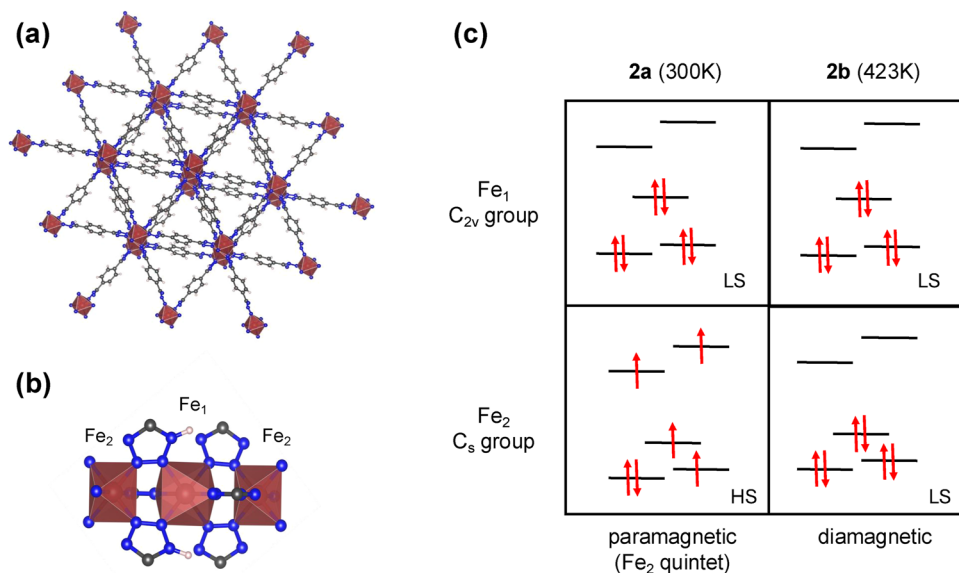 (a)
(b)
Fe1
Fe2
Fe2
(c)
2a (300K)
2b (423K)
Fe1
C2v group
LS
LS
Fe2
Cs group
HS
LS
paramagnetic
(Fe2 quintet)
diamagnetic